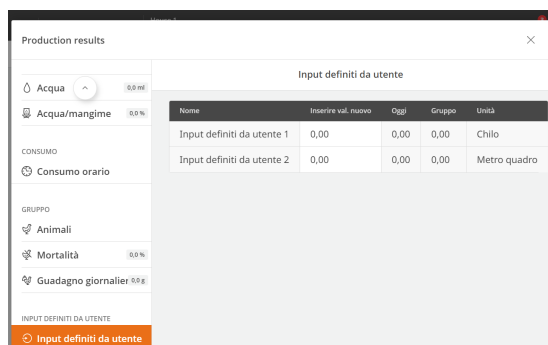 Production results
Acqua 0,0 ml
Acqua/mangime 0,0 %
CONSUMO
Consumo orario
GRUPPO
Animali
Mortalità 0,0 %
Guadagno giornalier 0,0 g
INPUT DEFINITI DA UTENTE
Input definiti da utente
Input definiti da utente
Nome Inserire val. nuovo Oggi Gruppo Unità
Input definiti da utente 1 0,00 0,00 0,00 Chilo
Input definiti da utente 2 0,00 0,00 0,00 Metro quadro